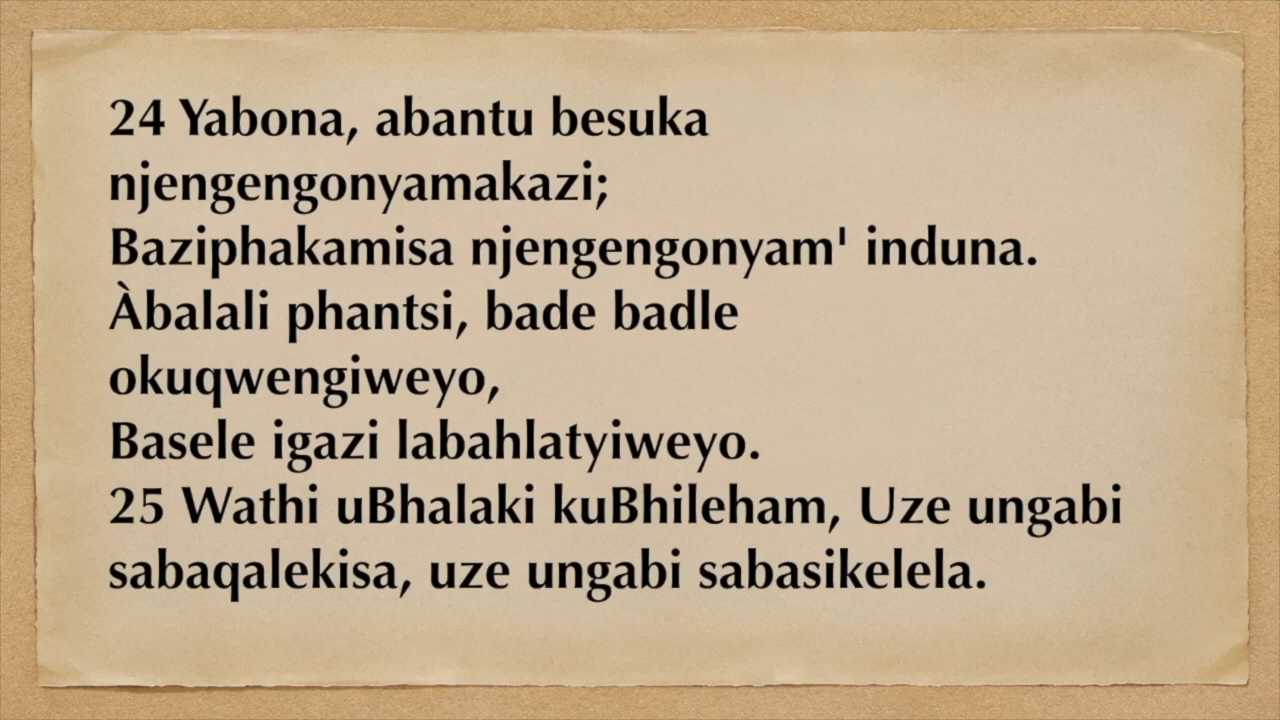 24 Yabona, abantu besuka
njengengonyamakazi;
Baziphakamisa njengengonyam' induna.
Àbalali phantsi, bade badle
okuqwengiweyo,
Basele igazi labahlatyiweyo.
25 Wathi uBhalaki kuBhileham, Uze ungabi
sabaqalekisa, uze ungabi sabasikelela.